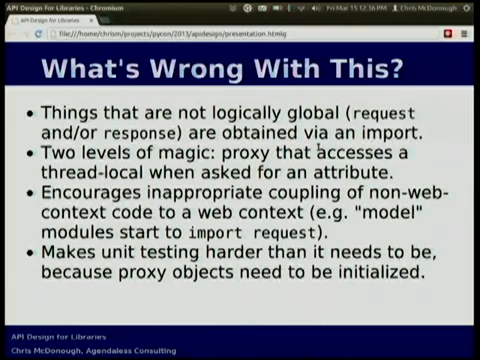 API Design for Libraries - Chromium
Fri Mar 15 12:36 PM
Chris McDonough
API Design for Libraries
file:///home/chrism/projects/pycon/2013/apidesign/presentation.html
What's Wrong With This?
• Things that are not logically global (request
and/or response) are obtained via an import.
• Two levels of magic: proxy that accesses a
thread-local when asked for an attribute.
• Encourages inappropriate coupling of non-web-
context code to a web context (e.g. "model"
modules start to import request).
• Makes unit testing harder than it needs to be,
because proxy objects need to be initialized.
API Design for Libraries
Chris McDonough, Agendaless Consulting